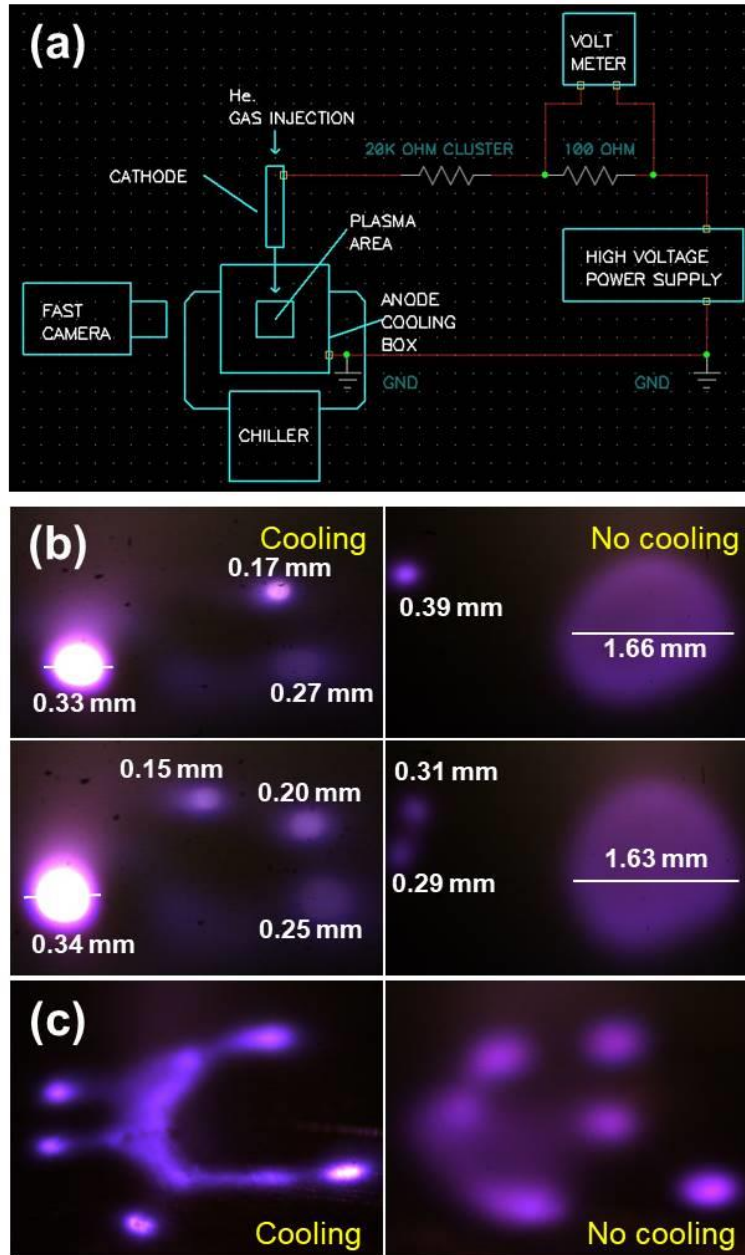 (a)
VOLT
METER
He.
GAS INJECTION
20K OHM CLUSTER
100 OHM
CATHODE
PLASMA
AREA
HIGH VOLTAGE
POWER SUPPLY
FAST
CAMERA
ANODE
COOLING
BOX
GND
GND
CHILLER
(b)
Cooling
0.17 mm
0.33 mm
0.27 mm
No cooling
0.39 mm
1.66 mm
0.15 mm
0.20 mm
0.34 mm
0.25 mm
0.31 mm
1.63 mm
0.29 mm
(c)
Cooling
No cooling